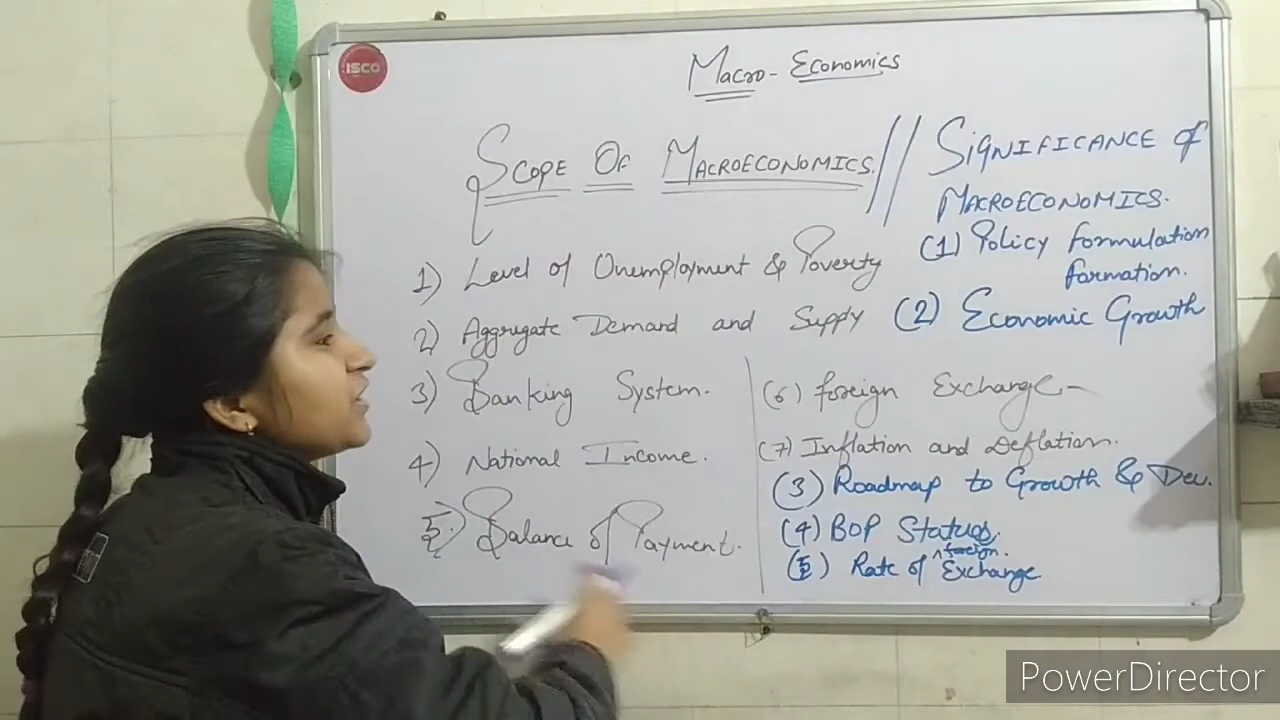 ISCO
Macro-Economics
SCOPE OF MACROECONOMICS.
1) Level of Unemployment & Poverty
2) Aggregate Demand and Supply
3) Banking System.
4) National Income.
5) Balance of Payment.
(6) Foreign Exchange
(7) Inflation and Deflation.
SIGNIFICANCE of
MACROECONOMICS.
(1) Policy formulation
formation.
(2) Economic Growth
(3) Roadmap to Growth & Dev.
(4) BOP Status.
(5) Rate of ^ foreign. Exchange
PowerDirector